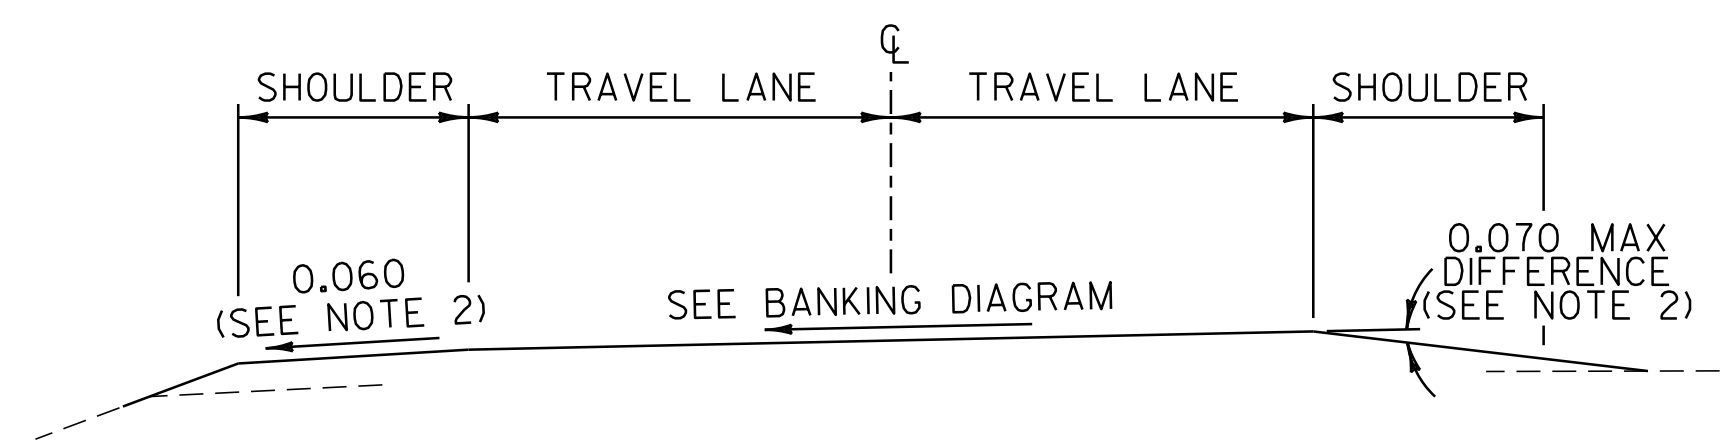 ℄
SHOULDER TRAVEL LANE TRAVEL LANE SHOULDER
0.060
(SEE NOTE 2)
SEE BANKING DIAGRAM
0.070 MAX
DIFFERENCE
(SEE NOTE 2)